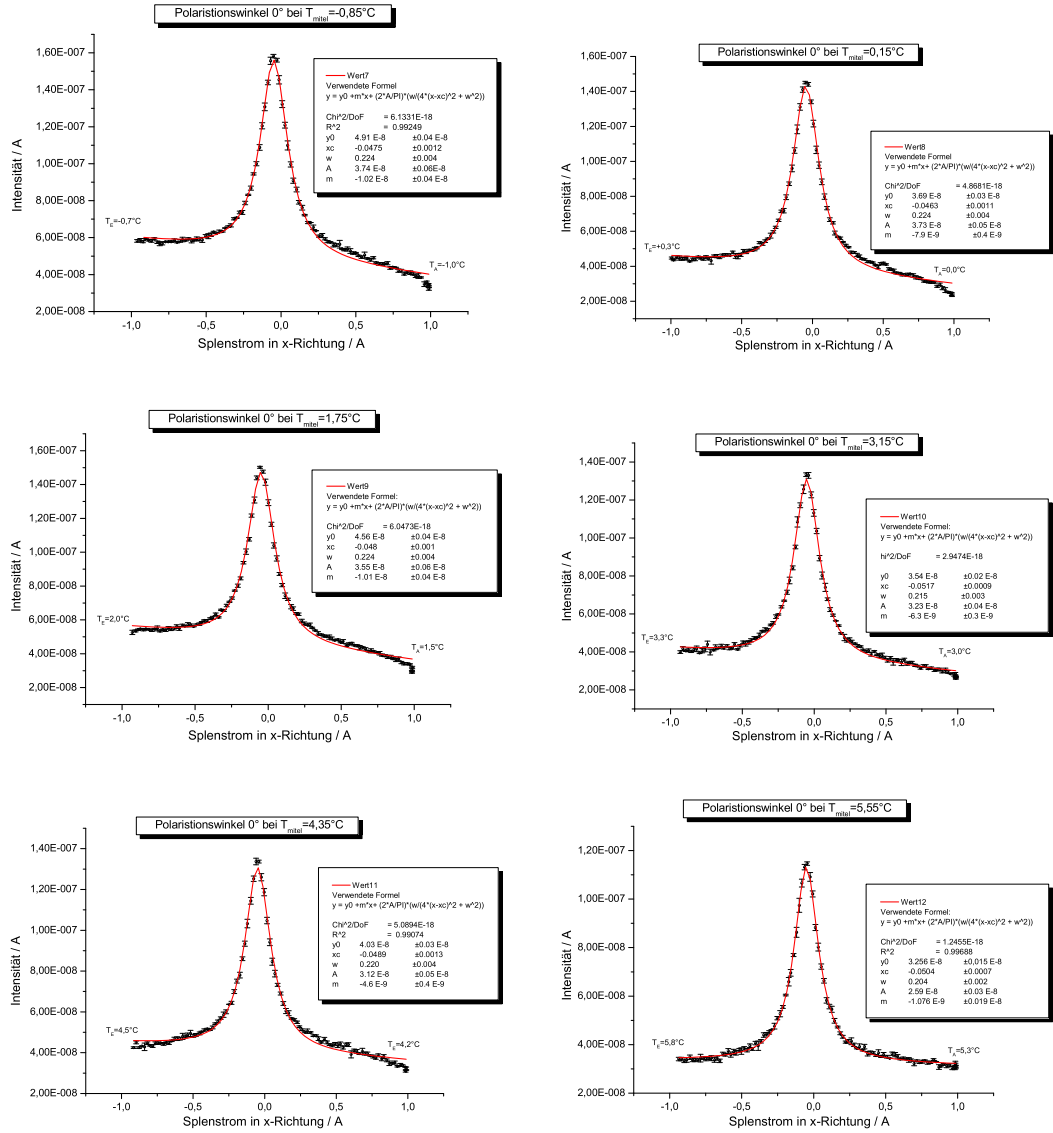 Polaristionswinkel 0° bei T_mitel=-0,85°C
1,60E-007
1,40E-007
1,20E-007
1,00E-007
8,00E-008
6,00E-008
4,00E-008
2,00E-008
Intensität / A
-1,0 -0,5 0,0 0,5 1,0
Splenstrom in x-Richtung / A
T_E=-0,7°C
T_A=-1,0°C
Wert7
Verwendete Formel
y = y0 +m*x+ (2*A/PI)*(w/(4*(x-xc)^2 + w^2))
Chi^2/DoF = 6.1331E-18
R^2 = 0.99249
y0 4.91 E-8 ±0.04 E-8
xc -0.0475 ±0.0012
w 0.224 ±0.004
A 3.74 E-8 ±0.06E-8
m -1.02 E-8 ±0.04 E-8
Polaristionswinkel 0° bei T_mitel=0,15°C
1,60E-007
1,40E-007
1,20E-007
1,00E-007
8,00E-008
6,00E-008
4,00E-008
2,00E-008
Intensität / A
-1,0 -0,5 0,0 0,5 1,0
Splenstrom in x-Richtung / A
T_E=+0,3°C
T_A=0,0°C
Wert8
Verwendete Formel
y = y0 +m*x+ (2*A/PI)*(w/(4*(x-xc)^2 + w^2))
Chi^2/DoF = 4.8681E-18
y0 3.69 E-8 ±0.03 E-8
xc -0.0463 ±0.0011
w 0.224 ±0.004
A 3.73 E-8 ±0.05 E-8
m -7.9 E-9 ±0.4 E-9
Polaristionswinkel 0° bei T_mitel=1,75°C
1,60E-007
1,40E-007
1,20E-007
1,00E-007
8,00E-008
6,00E-008
4,00E-008
2,00E-008
Intensität / A
-1,0 -0,5 0,0 0,5 1,0
Splenstrom in x-Richtung / A
T_E=2,0°C
T_A=1,5°C
Wert9
Verwendete Formel:
y = y0 +m*x+ (2*A/PI)*(w/(4*(x-xc)^2 + w^2))
Chi^2/DoF = 6.0473E-18
y0 4.56 E-8 ±0.04 E-8
xc -0.048 ±0.001
w 0.224 ±0.004
A 3.55 E-8 ±0.06 E-8
m -1.01 E-8 ±0.04 E-8
Polaristionswinkel 0° bei T_mitel=3,15°C
1,40E-007
1,20E-007
1,00E-007
8,00E-008
6,00E-008
4,00E-008
2,00E-008
Intensität / A
-1,0 -0,5 0,0 0,5 1,0
Splenstrom in x-Richtung / A
T_E=3,3°C
T_A=3,0°C
Wert10
Verwendete Formel:
y = y0 +m*x+ (2*A/PI)*(w/(4*(x-xc)^2 + w^2))
hi^2/DoF = 2.9474E-18
y0 3.54 E-8 ±0.02 E-8
xc -0.0517 ±0.0009
w 0.215 ±0.003
A 3.23 E-8 ±0.04 E-8
m -6.3 E-9 ±0.3 E-9
Polaristionswinkel 0° bei T_mitel=4,35°C
1,40E-007
1,20E-007
1,00E-007
8,00E-008
6,00E-008
4,00E-008
2,00E-008
Intensität / A
-1,0 -0,5 0,0 0,5 1,0
Splenstrom in x-Richtung / A
T_E=4,5°C
T_E=4,2°C
Wert11
Verwendete Formel
y = y0 +m*x+ (2*A/PI)*(w/(4*(x-xc)^2 + w^2))
Chi^2/DoF = 5.0894E-18
R^2 = 0.99074
y0 4.03 E-8 ±0.03 E-8
xc -0.0489 ±0.0013
w 0.220 ±0.004
A 3.12 E-8 ±0.05 E-8
m -4.6 E-9 ±0.4 E-9
Polaristionswinkel 0° bei T_mitel=5,55°C
1,20E-007
1,00E-007
8,00E-008
6,00E-008
4,00E-008
2,00E-008
Intensität / A
-1,0 -0,5 0,0 0,5 1,0
Splenstrom in x-Richtung / A
T_E=5,8°C
T_A=5,3°C
Wert12
Verwendete Formel:
y = y0 +m*x+ (2*A/PI)*(w/(4*(x-xc)^2 + w^2))
Chi^2/DoF = 1.2455E-18
R^2 = 0.99688
y0 3.256 E-8 ±0,015 E-8
xc -0.0504 ±0.0007
w 0.204 ±0.002
A 2.59 E-8 ±0.03 E-8
m -1.076 E-9 ±0.019 E-8